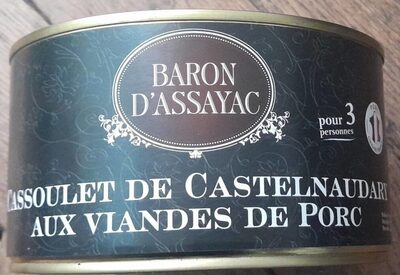 BARON
D'ASSAYAC
pour 3
personnes
CASSOULET DE CASTELNAUDARY
AUX VIANDES DE PORC